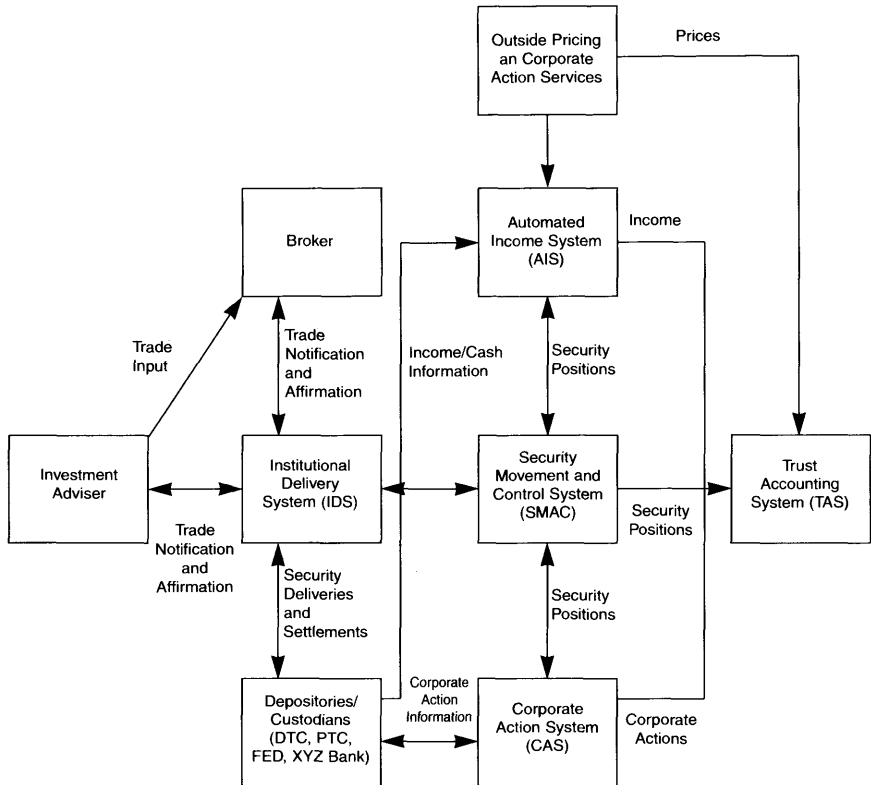 Outside Pricing
an Corporate
Action Services
Prices
Broker
Automated
Income System
(AIS)
Income
Trade
Input
Trade
Notification
and
Affirmation
Income/Cash
Information
Security
Positions
Investment
Adviser
Institutional
Delivery
System (IDS)
Security
Movement and
Control System
(SMAC)
Trust
Accounting
System (TAS)
Trade
Notification
and
Affirmation
Security
Positions
Security
Deliveries
and
Settlements
Security
Positions
Depositories/
Custodians
(DTC, PTC,
FED, XYZ Bank)
Corporate
Action
Information
Corporate
Action System
(CAS)
Corporate
Actions